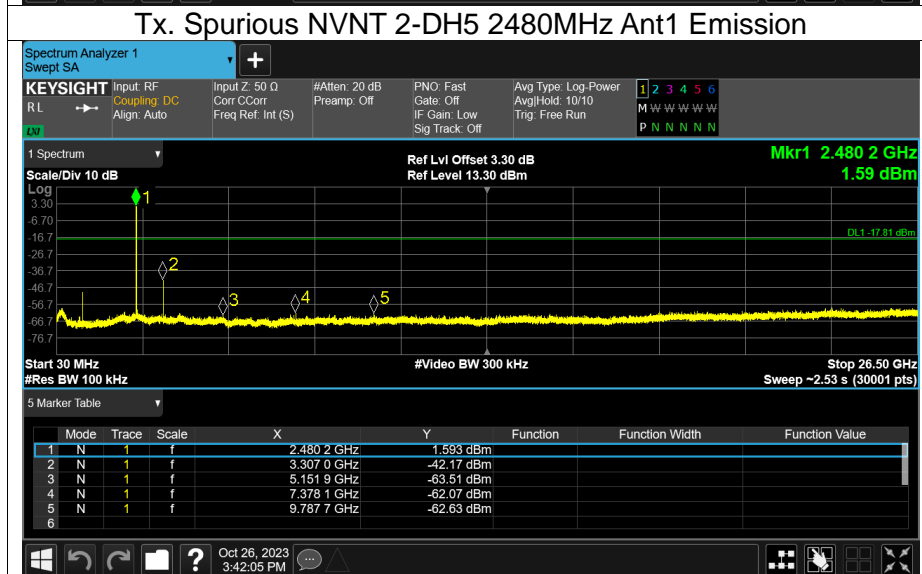 Tx. Spurious NVNT 2-DH5 2480MHz Ant1 Emission
Spectrum Analyzer 1
Swept SA
+
KEYSIGHT Input: RF Input Z: 50 Ω #Atten: 20 dB PNO: Fast Avg Type: Log-Power 1 2 3 4 5 6
RL Coupling: DC Corr CCorr Preamp: Off Gate: Off Avg|Hold: 10/10 M W W W W W
Align: Auto Freq Ref: Int (S) IF Gain: Low Trig: Free Run
LXI Sig Track: Off P N N N N N
1 Spectrum Ref Lvl Offset 3.30 dB Mkr1 2.480 2 GHz
Scale/Div 10 dB Ref Level 13.30 dBm 1.59 dBm
Log
3.30
-6.70
-16.7
-26.7
-36.7
-46.7
-56.7
-66.7
-76.7
1
2
3
4
5
DL1 -17.81 dBm
Start 30 MHz #Video BW 300 kHz Stop 26.50 GHz
#Res BW 100 kHz Sweep ~2.53 s (30001 pts)
5 Marker Table
Mode Trace Scale X Y Function Function Width Function Value
1 N 1 f 2.480 2 GHz 1.593 dBm
2 N 1 f 3.307 0 GHz -42.17 dBm
3 N 1 f 5.151 9 GHz -63.51 dBm
4 N 1 f 7.378 1 GHz -62.07 dBm
5 N 1 f 9.787 7 GHz -62.63 dBm
6
? Oct 26, 2023
3:42:05 PM